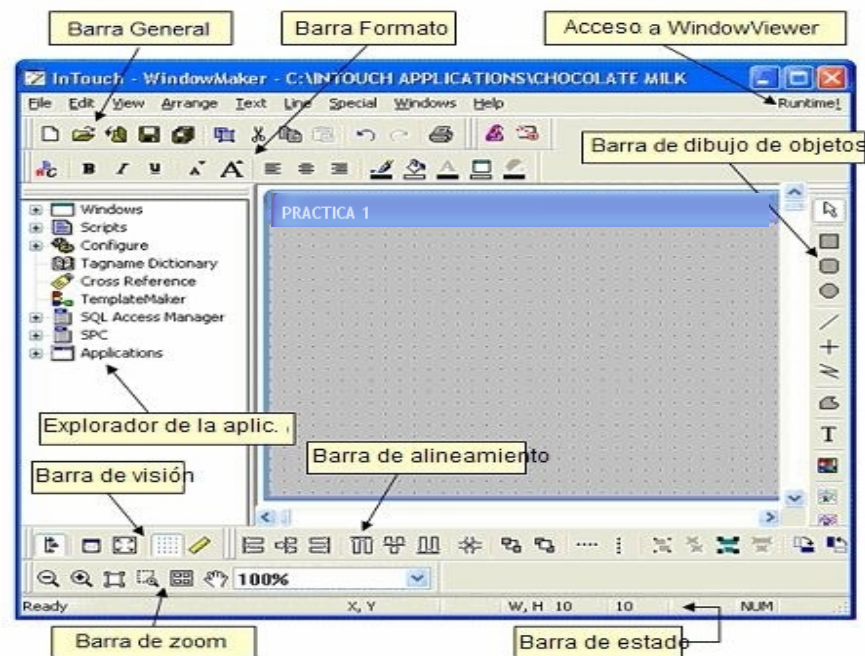 Barra General
Barra Formato
Acceso a WindowViewer
InTouch - WindowMaker - C:\INTOUCH APPLICATIONS\CHOCOLATE MILK
File Edit View Arrange Text Line Special Windows Help
Runtime!
Barra de dibujo de objetos
ABC B I U A A A
Windows
Scripts
Configure
Tagname Dictionary
Cross Reference
TemplateMaker
SQL Access Manager
SPC
Applications
PRACTICA 1
T
Explorador de la aplic.
Barra de alineamiento
Barra de visión
100%
Ready X, Y W, H 10 10 NUM
Barra de zoom
Barra de estado